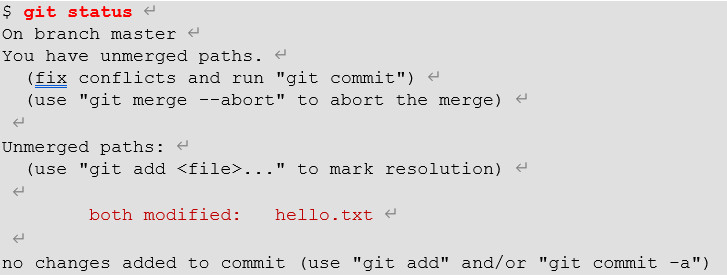 $ git status ↵
On branch master ↵
You have unmerged paths. ↵
(fix conflicts and run "git commit") ↵
(use "git merge --abort" to abort the merge) ↵
↵
Unmerged paths: ↵
(use "git add <file>..." to mark resolution) ↵
↵
both modified: hello.txt ↵
↵
no changes added to commit (use "git add" and/or "git commit -a")